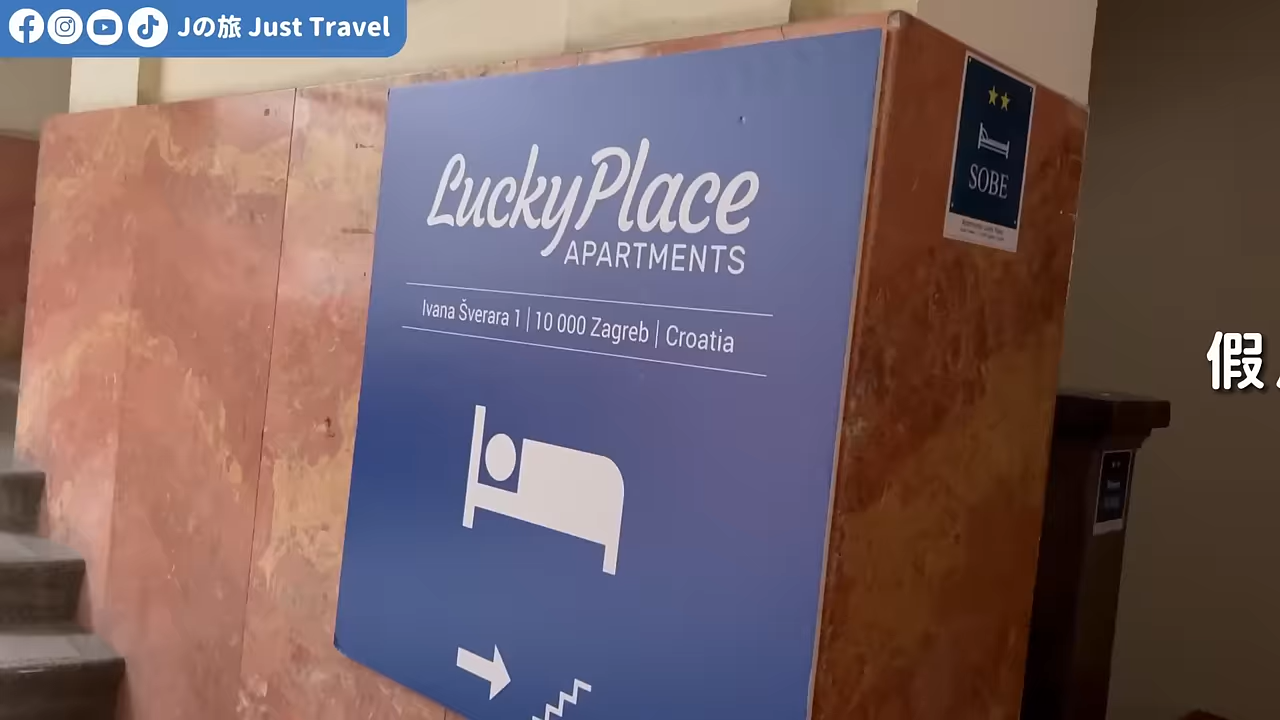 Jの旅 Just Travel
LuckyPlace
APARTMENTS
Ivana Šverara 1 | 10 000 Zagreb | Croatia
SOBE
假